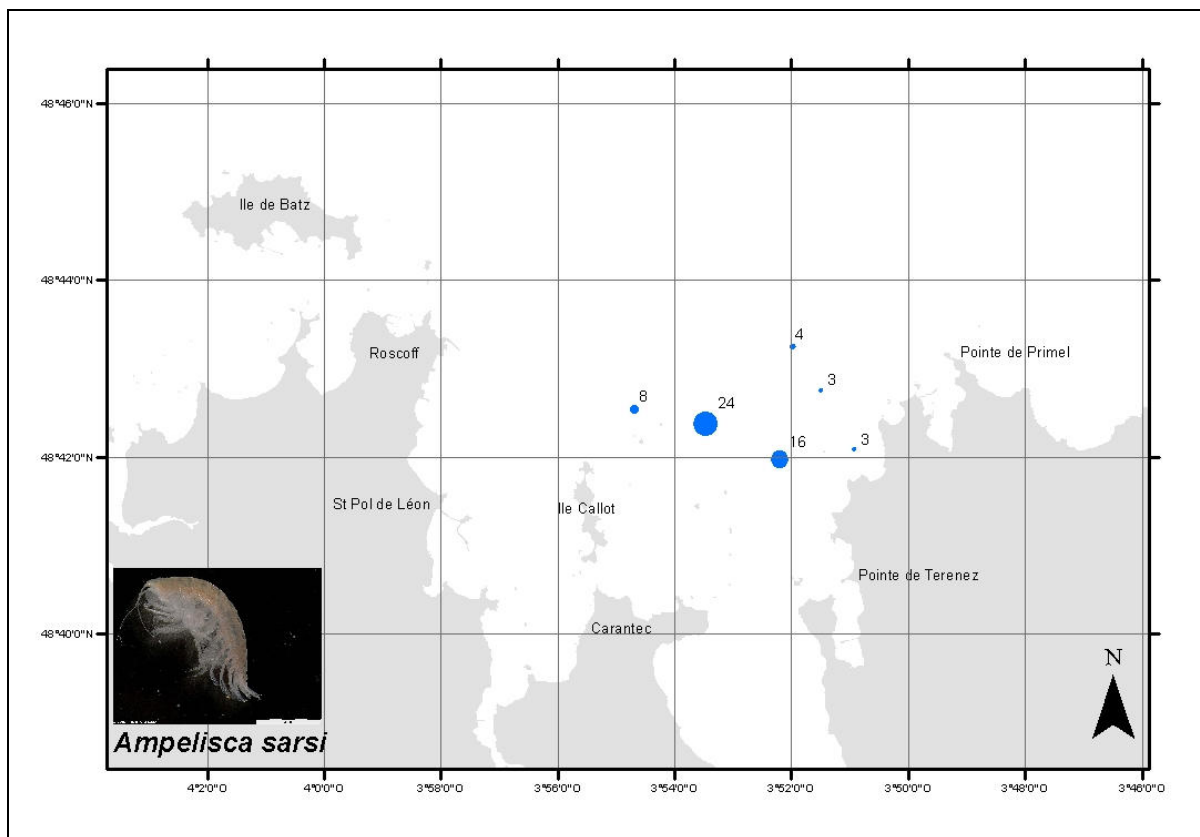 48°46'0"N
Ile de Batz
48°44'0"N
Roscoff
4
Pointe de Primel
3
8
24
48°42'0"N
16
3
St Pol de Léon
Ile Callot
Pointe de Terenez
48°40'0"N
Carantec
N
Ampelisca sarsi
4°2'0"O
4°0'0"O
3°58'0"O
3°56'0"O
3°54'0"O
3°52'0"O
3°50'0"O
3°48'0"O
3°46'0"O